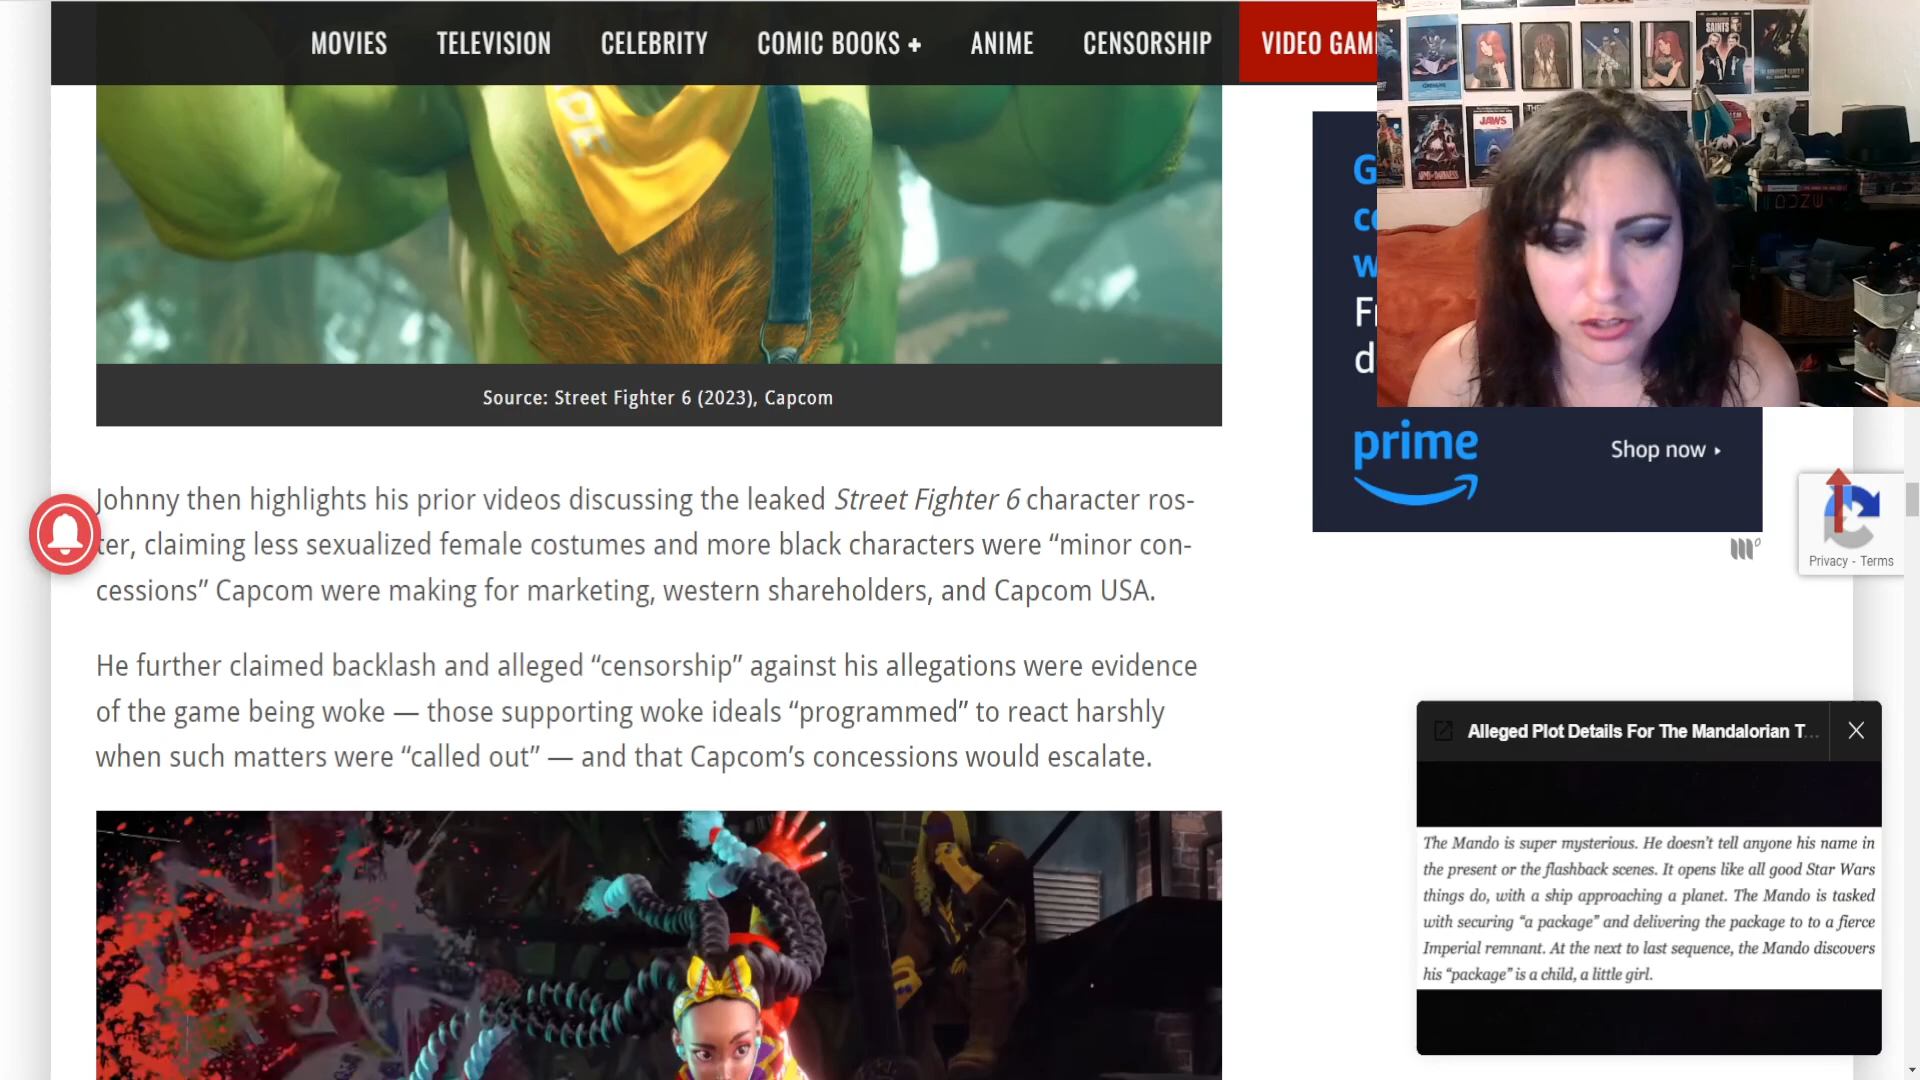 MOVIES TELEVISION CELEBRITY COMIC BOOKS + ANIME CENSORSHIP VIDEO GAM
DE
Source: Street Fighter 6 (2023), Capcom
Johnny then highlights his prior videos discussing the leaked Street Fighter 6 character ros-
ter, claiming less sexualized female costumes and more black characters were “minor con-
cessions” Capcom were making for marketing, western shareholders, and Capcom USA.
He further claimed backlash and alleged “censorship” against his allegations were evidence
of the game being woke — those supporting woke ideals “programmed” to react harshly
when such matters were “called out” — and that Capcom’s concessions would escalate.
SAINTS
JAWS
prime
Shop now
Privacy - Terms
Alleged Plot Details For The Mandalorian T...
The Mando is super mysterious. He doesn't tell anyone his name in
the present or the flashback scenes. It opens like all good Star Wars
things do, with a ship approaching a planet. The Mando is tasked
with securing “a package” and delivering the package to to a fierce
Imperial remnant. At the next to last sequence, the Mando discovers
his “package” is a child, a little girl.